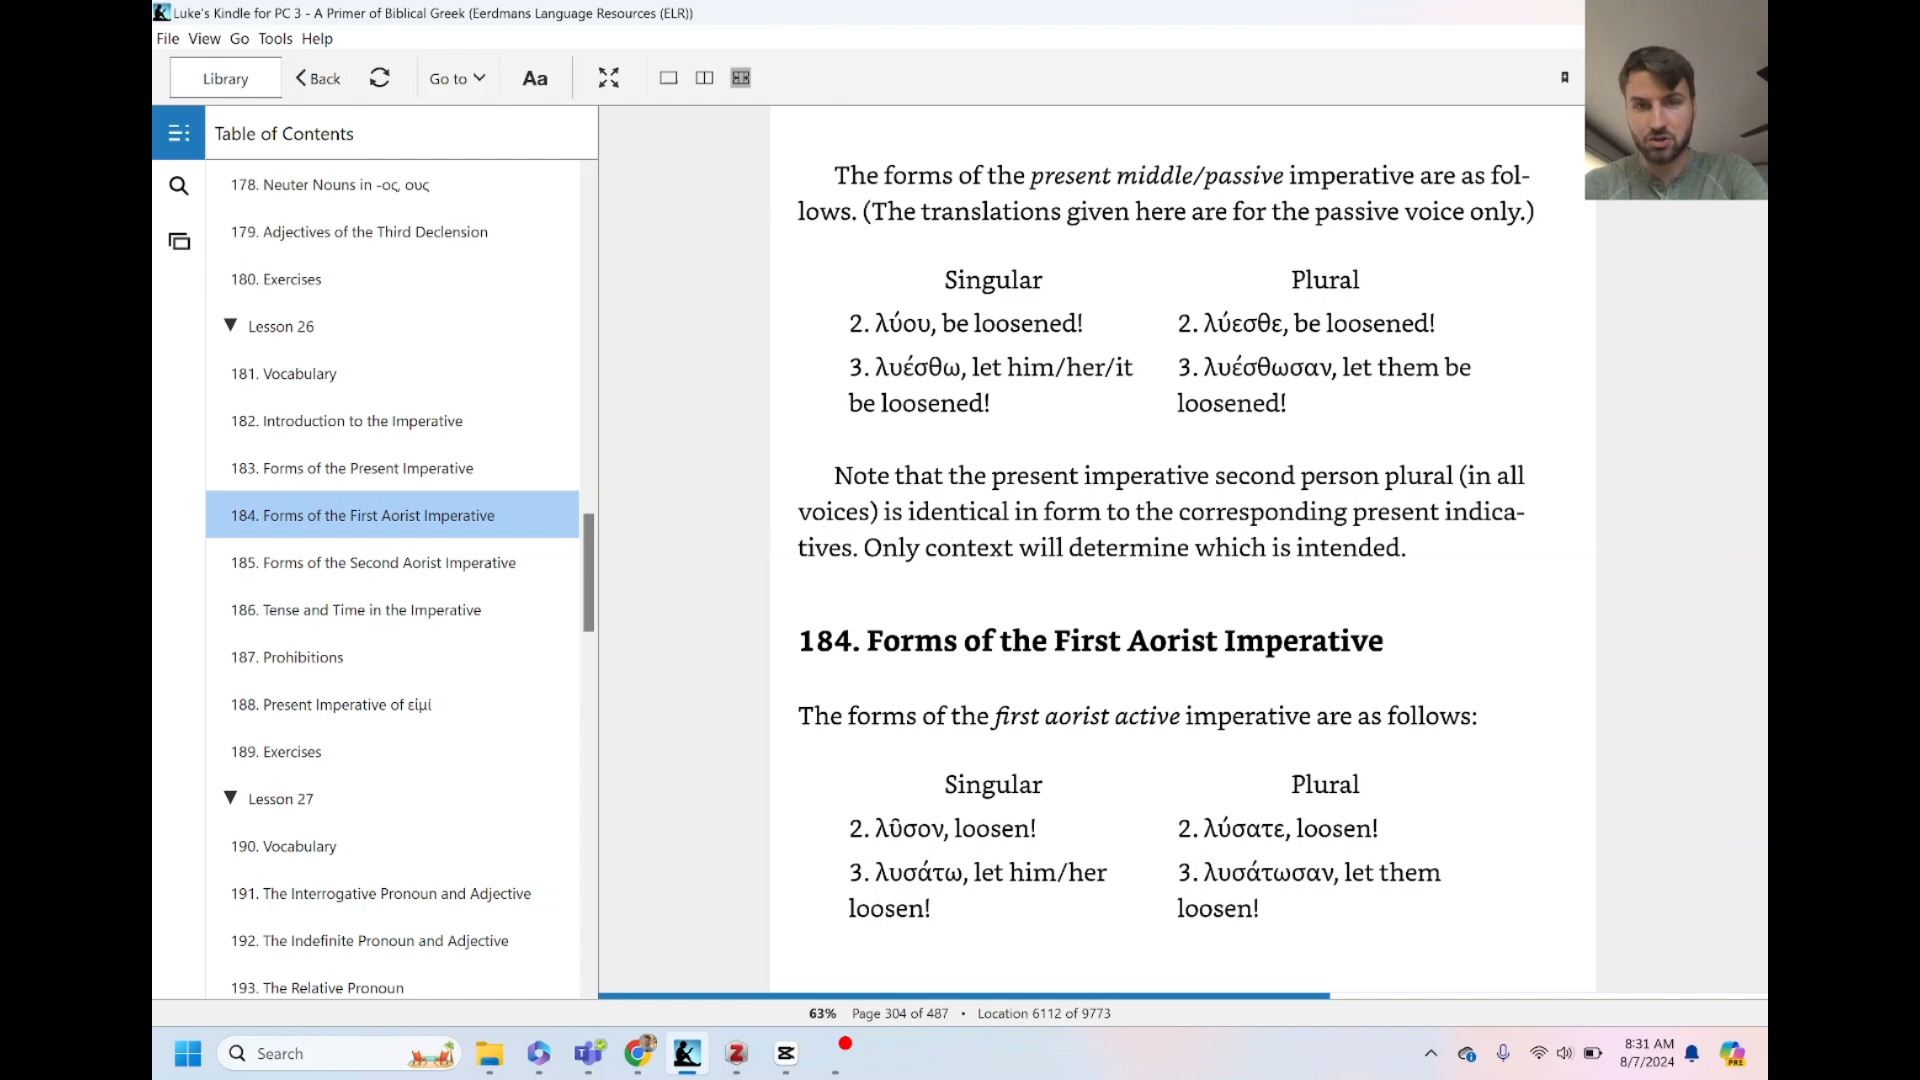 Luke's Kindle for PC 3 - A Primer of Biblical Greek (Eerdmans Language Resources (ELR))
File View Go Tools Help
Library Back Go to Aa
Table of Contents
178. Neuter Nouns in -ος, ους
179. Adjectives of the Third Declension
180. Exercises
Lesson 26
181. Vocabulary
182. Introduction to the Imperative
183. Forms of the Present Imperative
184. Forms of the First Aorist Imperative
185. Forms of the Second Aorist Imperative
186. Tense and Time in the Imperative
187. Prohibitions
188. Present Imperative of εἰμί
189. Exercises
Lesson 27
190. Vocabulary
191. The Interrogative Pronoun and Adjective
192. The Indefinite Pronoun and Adjective
193. The Relative Pronoun
The forms of the present middle/passive imperative are as fol-
lows. (The translations given here are for the passive voice only.)
Singular Plural
2. λύου, be loosened! 2. λύεσθε, be loosened!
3. λυέσθω, let him/her/it 3. λυέσθωσαν, let them be
be loosened! loosened!
Note that the present imperative second person plural (in all
voices) is identical in form to the corresponding present indica-
tives. Only context will determine which is intended.
184. Forms of the First Aorist Imperative
The forms of the first aorist active imperative are as follows:
Singular Plural
2. λῦσον, loosen! 2. λύσατε, loosen!
3. λυσάτω, let him/her 3. λυσάτωσαν, let them
loosen! loosen!
63% Page 304 of 487 • Location 6112 of 9773
Search
8:31 AM
8/7/2024
PRE